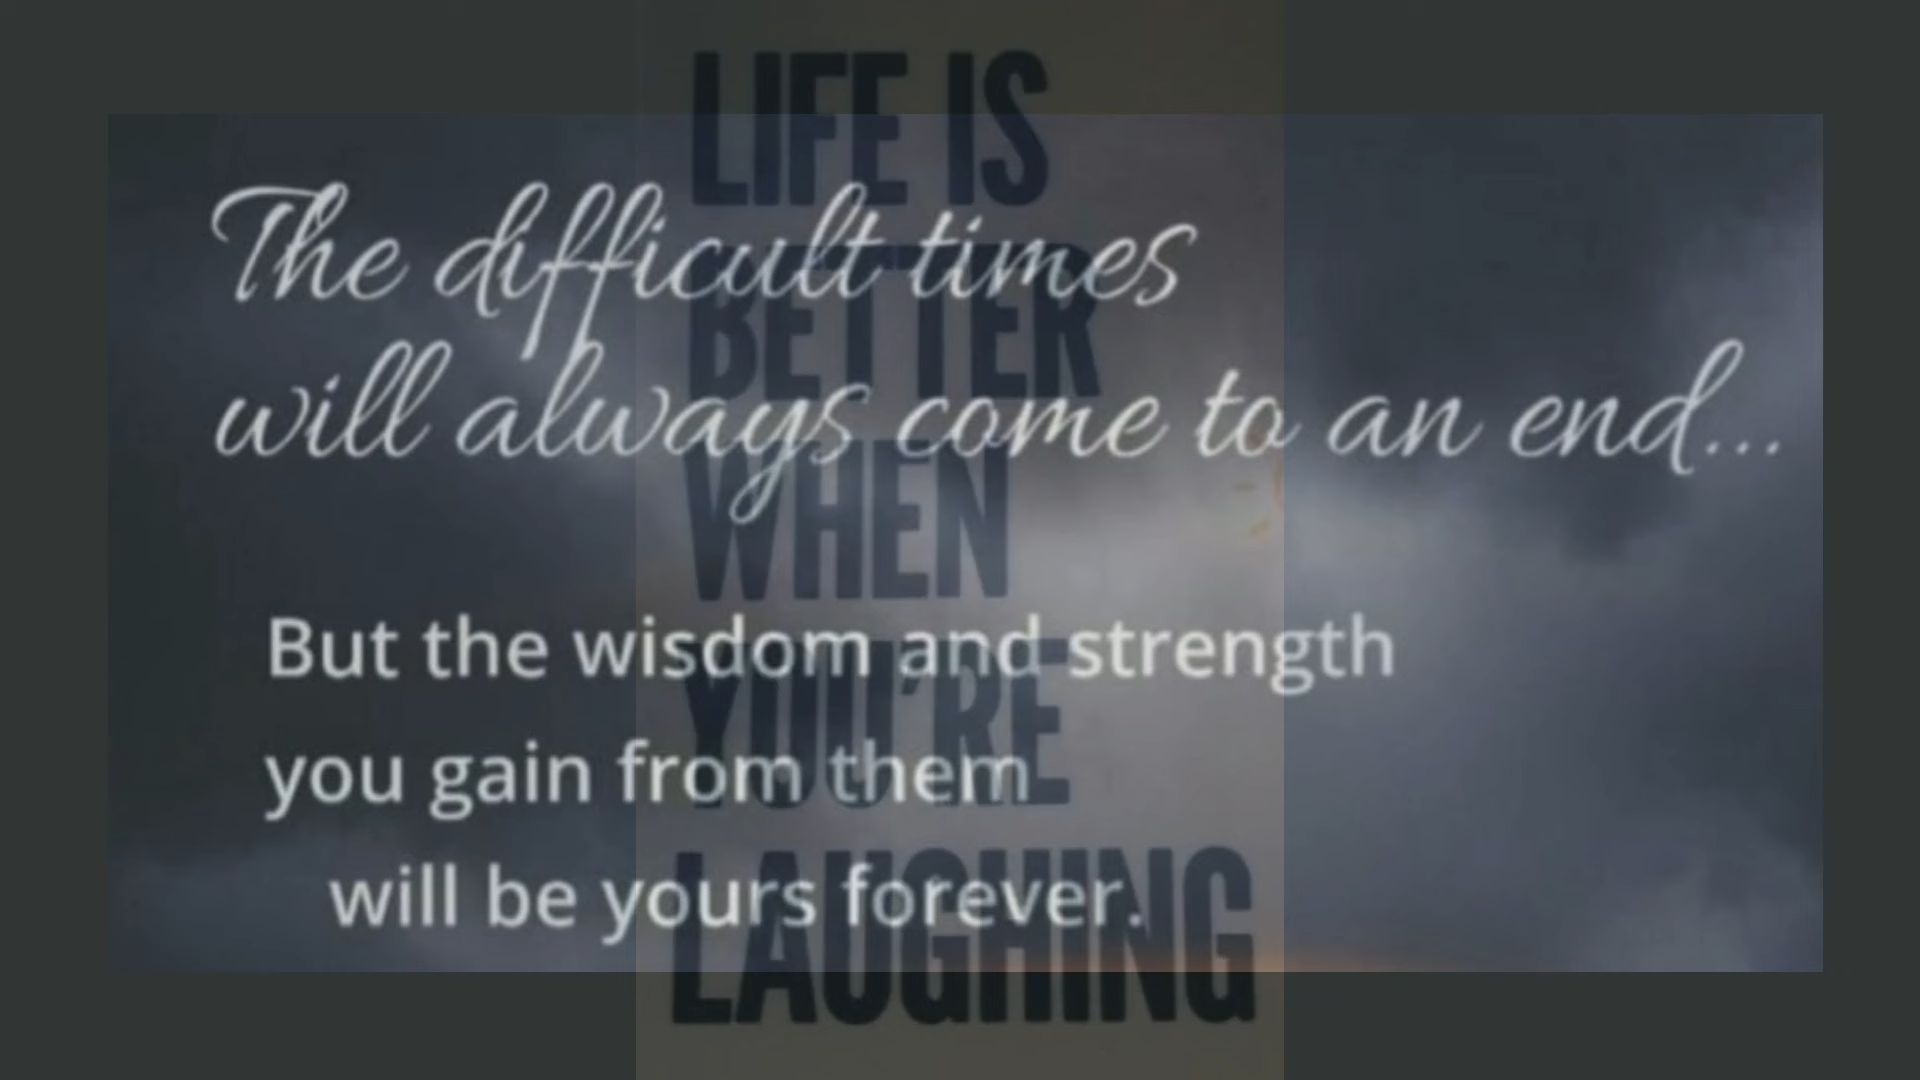 The difficult times
will always come to an end...
But the wisdom and strength
you gain from them
will be yours forever.
LIFE IS
BETTER
WHEN
YOU'RE
LAUGHING